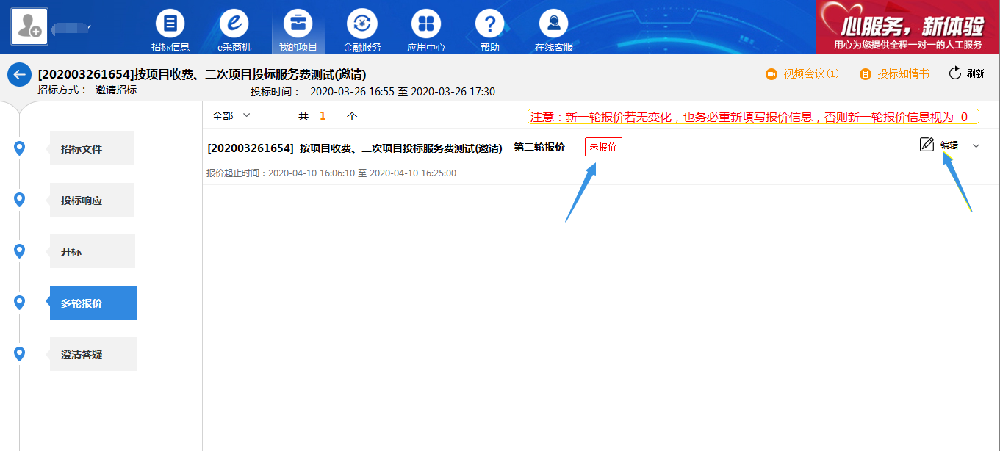 招标信息
e采商机
我的项目
金融服务
应用中心
帮助
在线客服
心服务，新体验
用心为您提供全程一对一的人工服务
[202003261654]按项目收费、二次项目投标服务费测试(邀请)
招标方式： 邀请招标
投标时间： 2020-03-26 16:55 至 2020-03-26 17:30
视频会议(1)
投标知情书
刷新
招标文件
投标响应
开标
多轮报价
澄清答疑
全部 共 1 个
注意：新一轮报价若无变化，也务必重新填写报价信息，否则新一轮报价信息视为 0
[202003261654] 按项目收费、二次项目投标服务费测试(邀请) 第二轮报价 未报价 编辑
报价起止时间：2020-04-10 16:06:10 至 2020-04-10 16:25:00